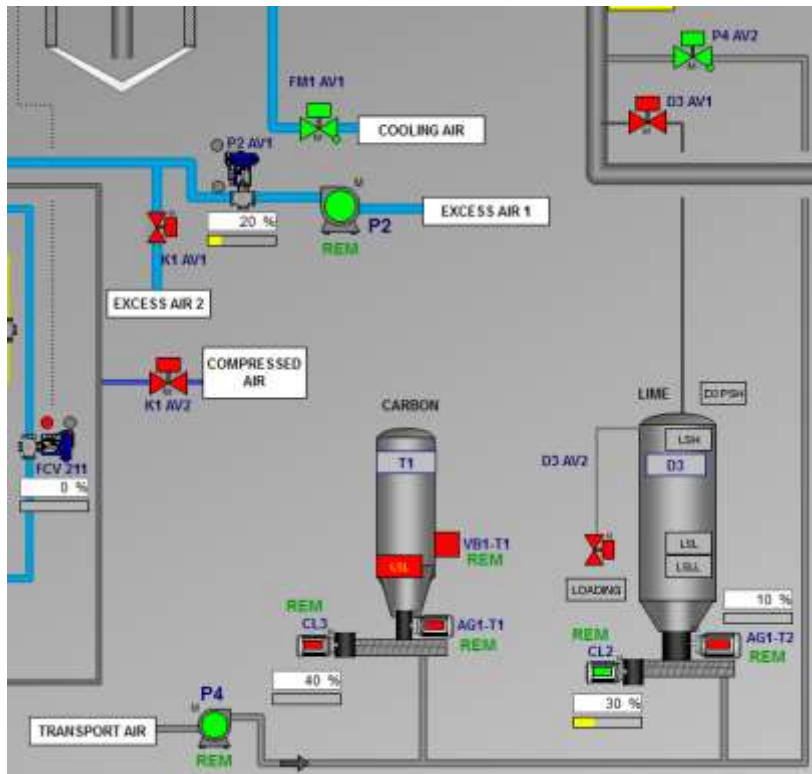 P4 AV2
FM1 AV1
D3 AV1
M
COOLING AIR
P2 AV1
M
EXCESS AIR 1
20 %
P2
REM
K1 AV1
EXCESS AIR 2
COMPRESSED
AIR
K1 AV2
CARBON
LIME
D3 PSH
LSH
T1
D3 AV2
D3
FCV 211
0 %
VB1-T1
REM
LSL
LSL
LSLL
LOADING
10 %
REM
CL3
AG1-T1
REM
REM
CL2
AG1-T2
REM
40 %
30 %
P4
M
TRANSPORT AIR
REM